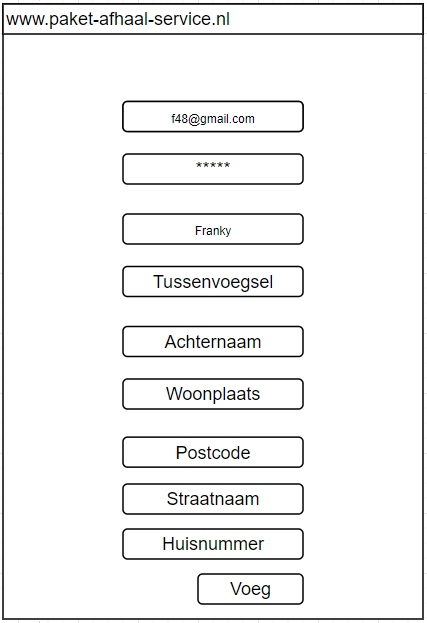 www.paket-afhaal-service.nl
f48@gmail.com
*****
Franky
Tussenvoegsel
Achternaam
Woonplaats
Postcode
Straatnaam
Huisnummer
Voeg